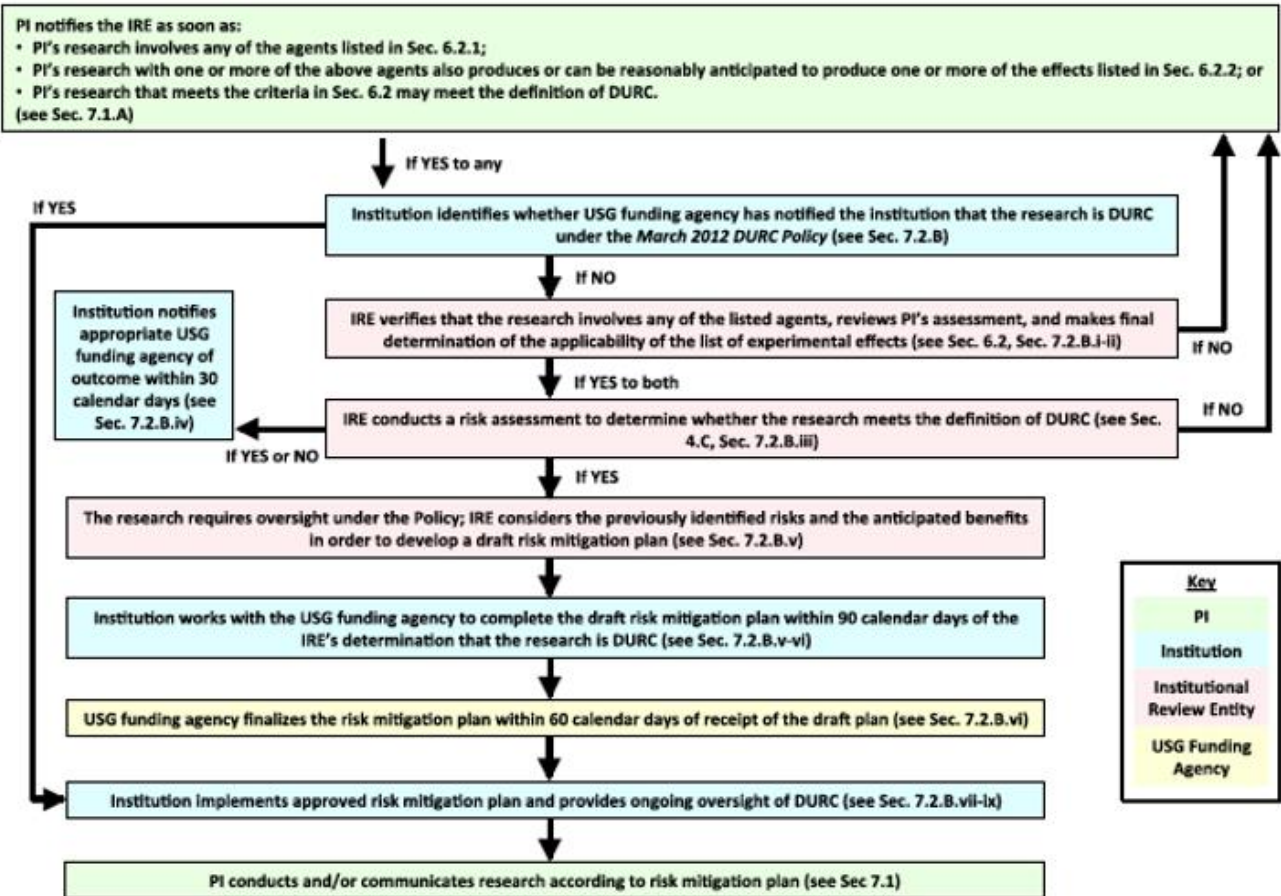 PI notifies the IRE as soon as:
• PI's research involves any of the agents listed in Sec. 6.2.1;
• PI's research with one or more of the above agents also produces or can be reasonably anticipated to produce one or more of the effects listed in Sec. 6.2.2; or
• PI's research that meets the criteria in Sec. 6.2 may meet the definition of DURC.
(see Sec. 7.1.A)
If YES to any
If YES
Institution identifies whether USG funding agency has notified the institution that the research is DURC
under the March 2012 DURC Policy (see Sec. 7.2.B)
If NO
Institution notifies
appropriate USG
funding agency of
outcome within 30
calendar days (see
Sec. 7.2.B.iv)
IRE verifies that the research involves any of the listed agents, reviews PI's assessment, and makes final
determination of the applicability of the list of experimental effects (see Sec. 6.2, Sec. 7.2.B.i-ii)
If NO
If YES to both
IRE conducts a risk assessment to determine whether the research meets the definition of DURC (see Sec.
4.C, Sec. 7.2.B.iii)
If NO
If YES or NO
If YES
The research requires oversight under the Policy; IRE considers the previously identified risks and the anticipated benefits
in order to develop a draft risk mitigation plan (see Sec. 7.2.B.v)
Institution works with the USG funding agency to complete the draft risk mitigation plan within 90 calendar days of the
IRE's determination that the research is DURC (see Sec. 7.2.B.v-vi)
USG funding agency finalizes the risk mitigation plan within 60 calendar days of receipt of the draft plan (see Sec. 7.2.B.vi)
Institution implements approved risk mitigation plan and provides ongoing oversight of DURC (see Sec. 7.2.B.vii-ix)
PI conducts and/or communicates research according to risk mitigation plan (see Sec 7.1)
Key
PI
Institution
Institutional
Review Entity
USG Funding
Agency